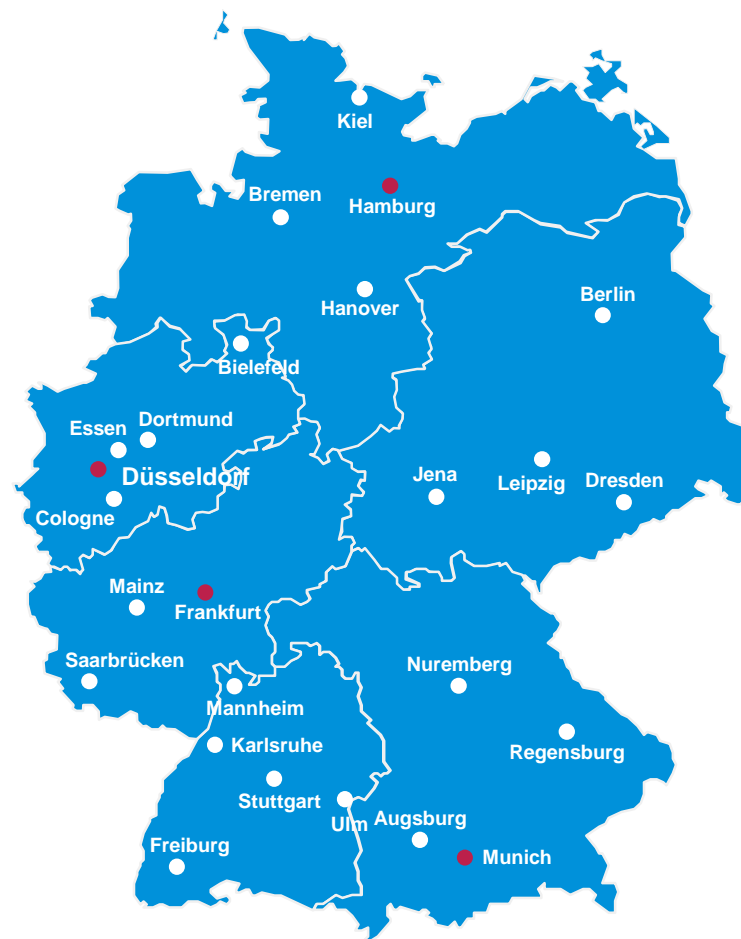 Kiel
Bremen
Hamburg
Berlin
Hanover
Bielefeld
Dortmund
Essen
Düsseldorf
Jena
Leipzig
Dresden
Cologne
Mainz
Frankfurt
Saarbrücken
Nuremberg
Mannheim
Karlsruhe
Regensburg
Stuttgart
Ulm
Augsburg
Freiburg
Munich